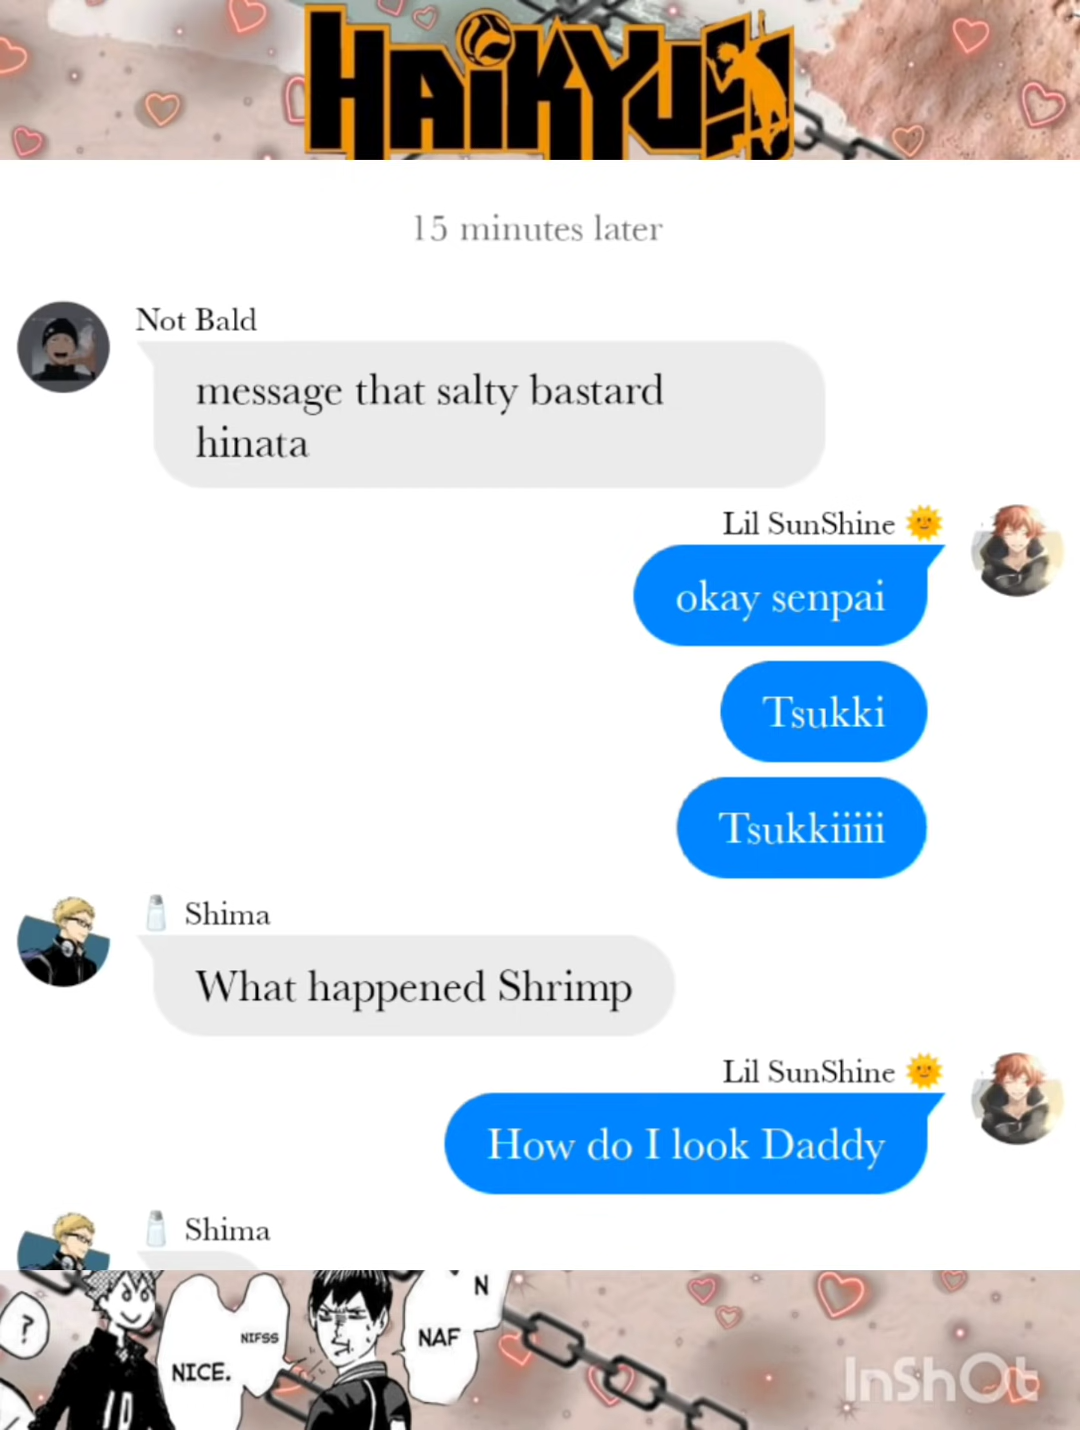 HAIKYU!!
15 minutes later
Not Bald
message that salty bastard
hinata
Lil SunShine 🌞
okay senpai
Tsukki
Tsukkiiiii
🧂 Shima
What happened Shrimp
Lil SunShine 🌞
How do I look Daddy
🧂 Shima
?
NICE.
NIFSS
NAF
N
InShOt